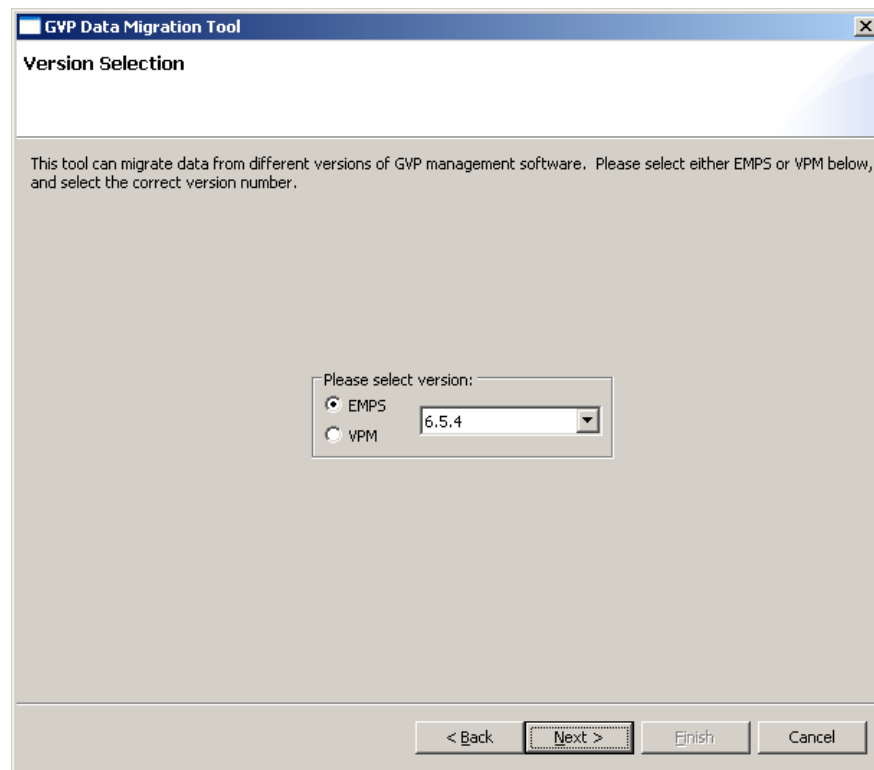 GVP Data Migration Tool
Version Selection
This tool can migrate data from different versions of GVP management software.  Please select either EMPS or VPM below,
and select the correct version number.
Please select version:
EMPS
6.5.4
VPM
< Back
Next >
Finish
Cancel